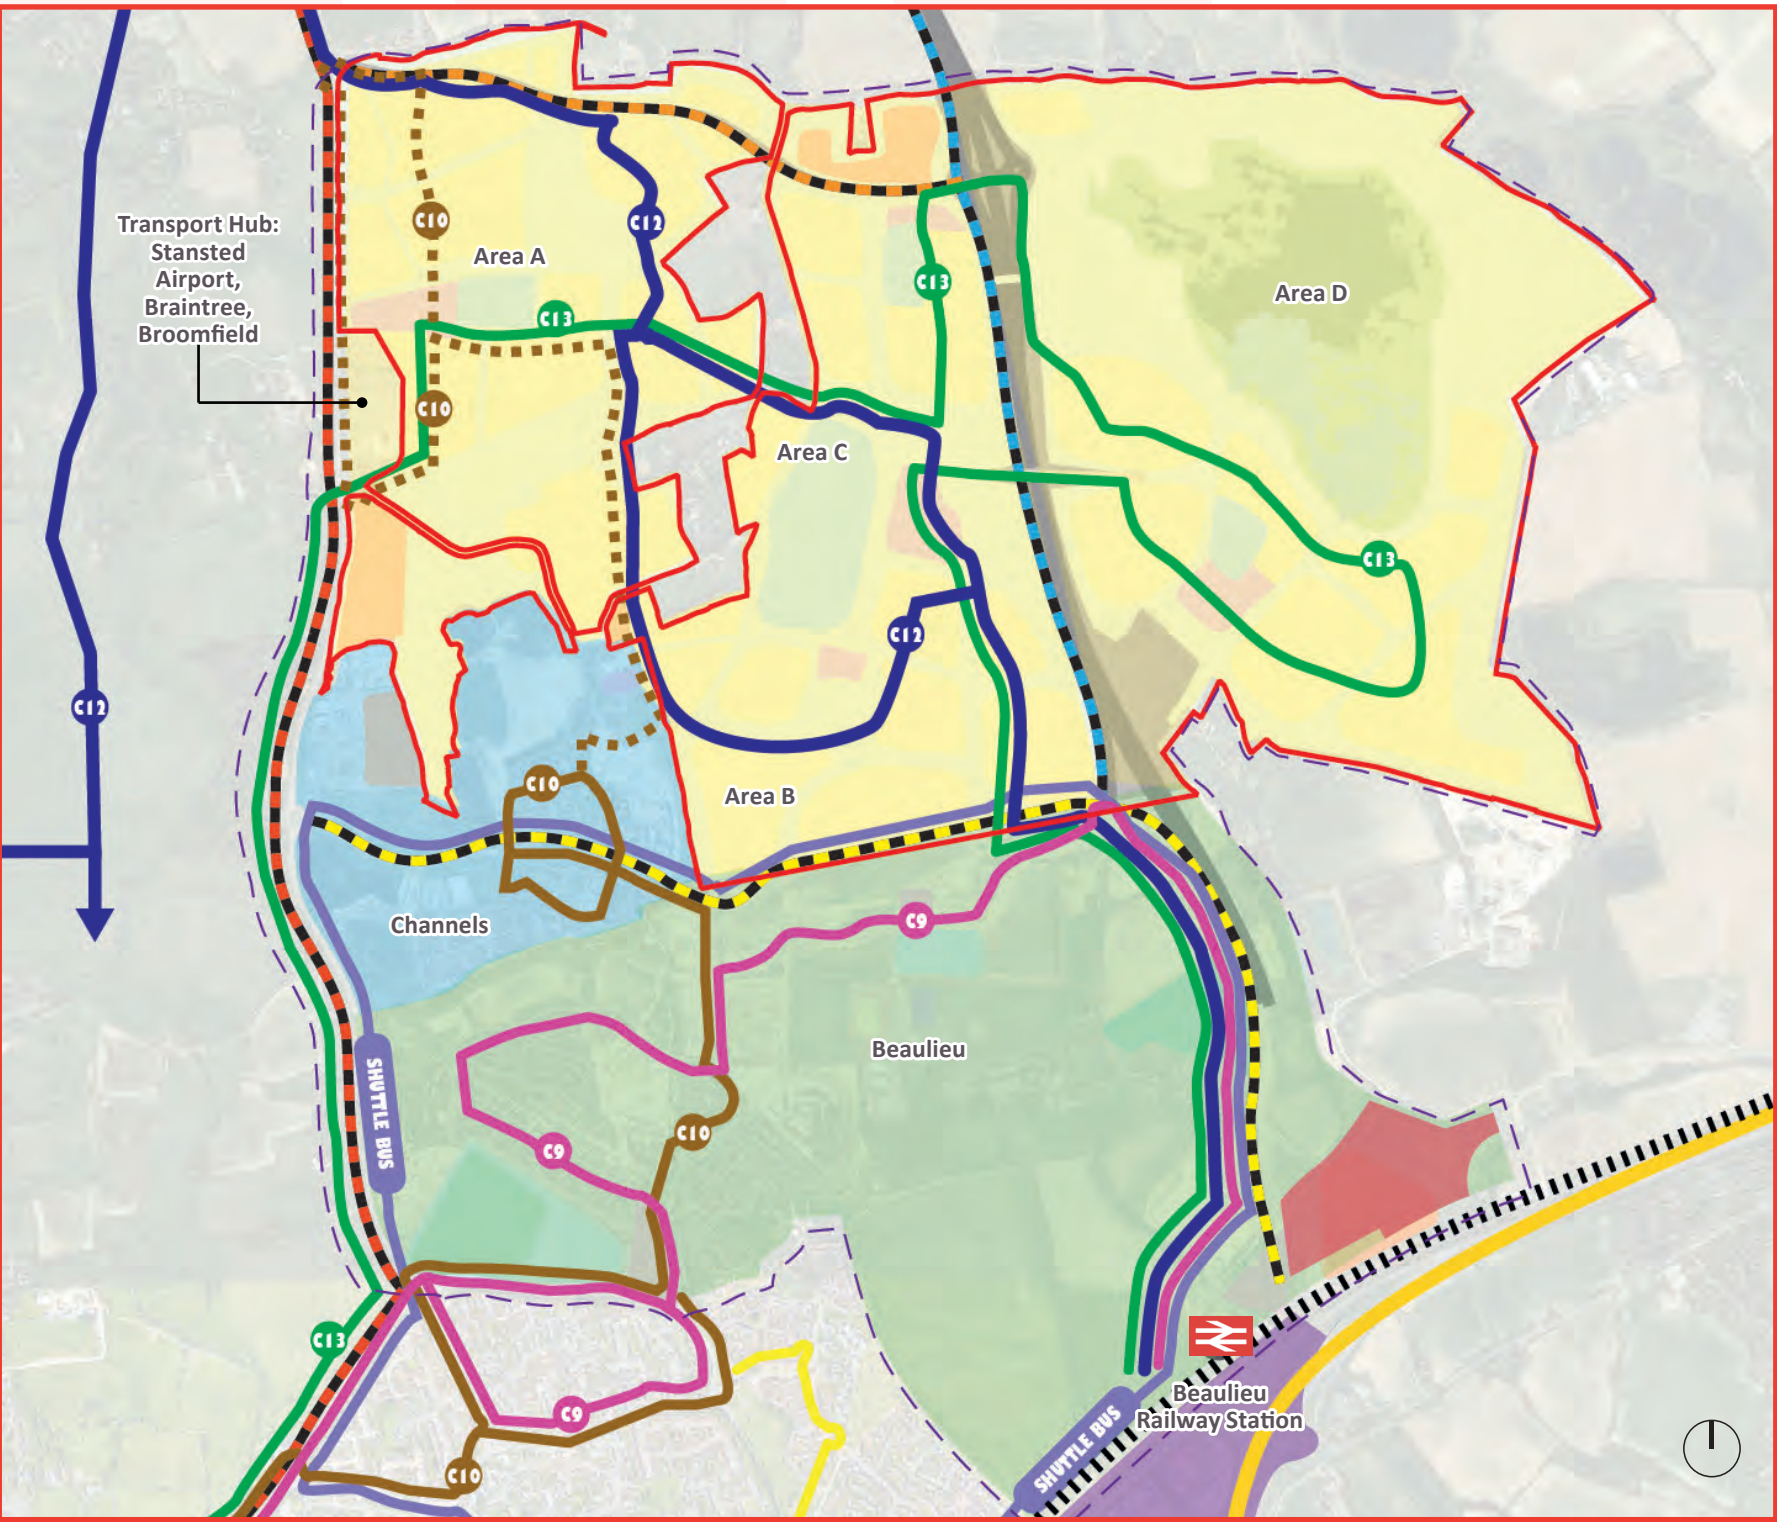 C10
C12
Transport Hub:
Stansted
Airport,
Braintree,
Broomfield
Area A
C13
Area D
C13
C10
Area C
C13
C12
C12
C10
Area B
Channels
C9
Beaulieu
SHUTTLE BUS
C10
C9
C13
Beaulieu
Railway Station
C9
SHUTTLE BUS
C10